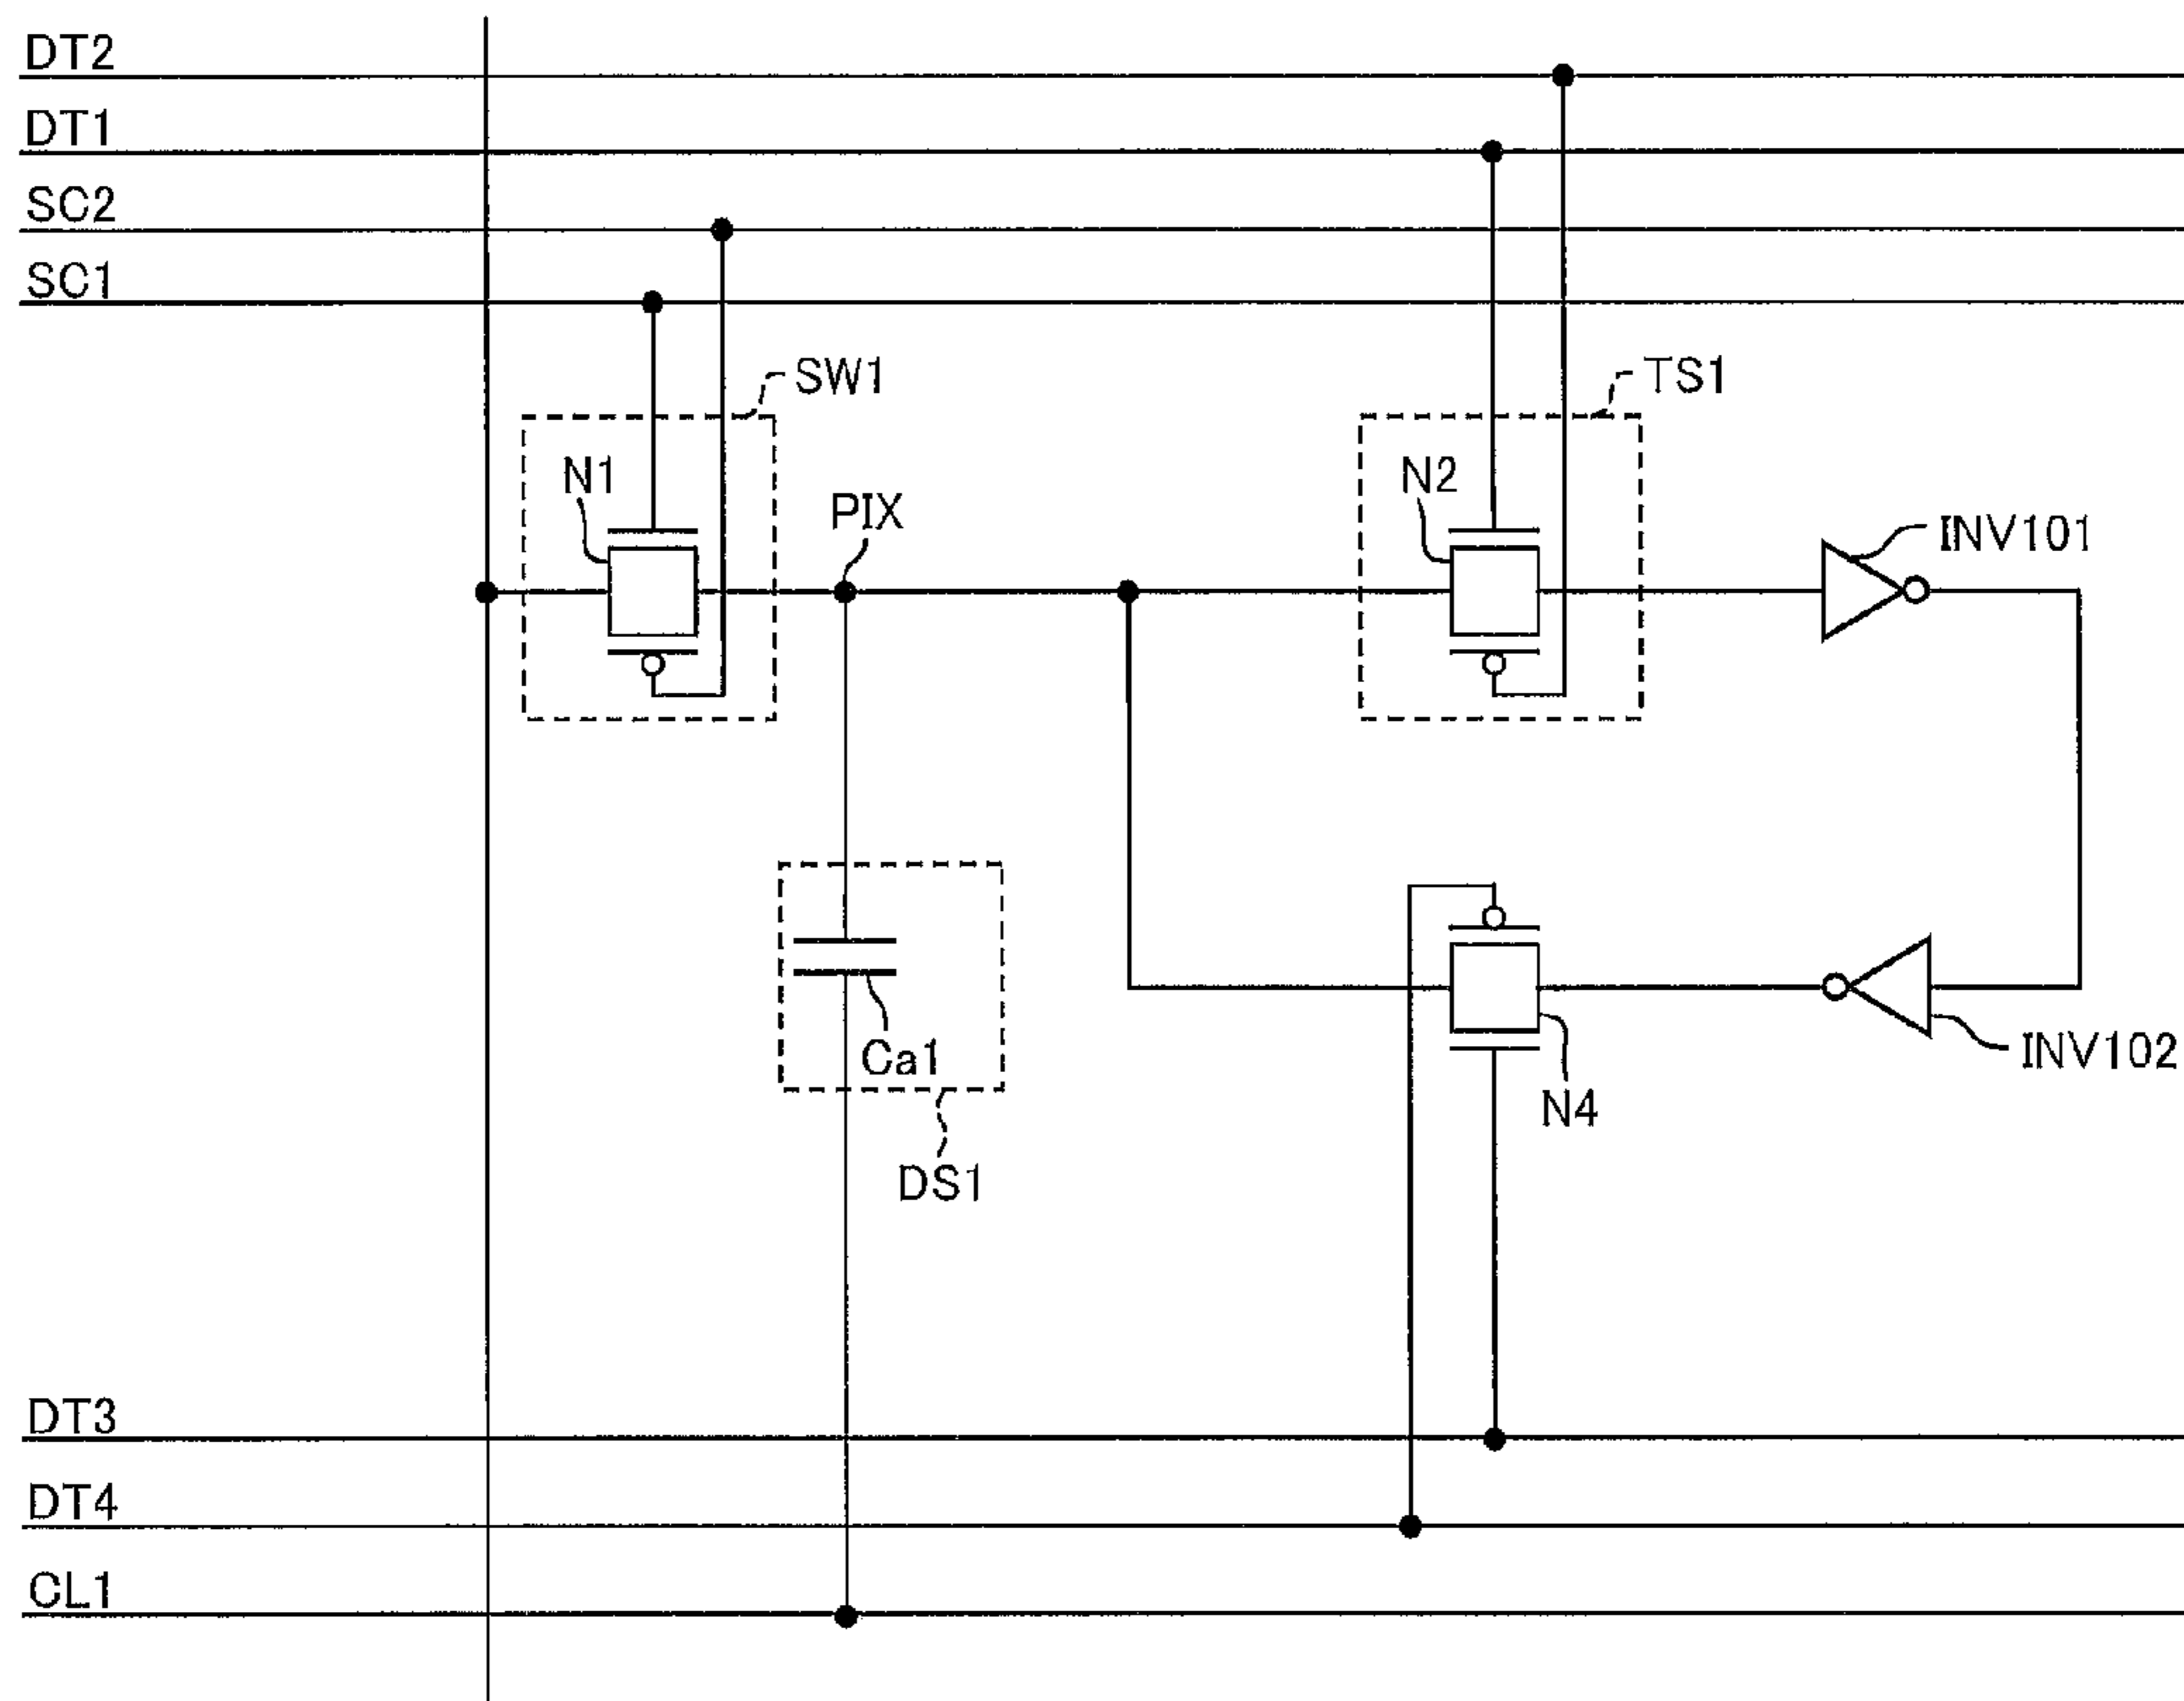 DT2
DT1
SC2
SC1
SW1
TS1
N1
PIX
N2
INV101
Ca1
DS1
N4
INV102
DT3
DT4
CL1